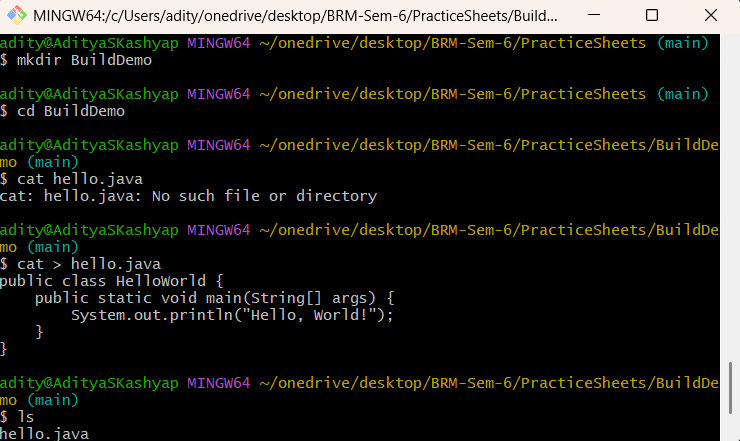 MINGW64:/c/Users/adity/onedrive/desktop/BRM-Sem-6/PracticeSheets/Build...
adity@AdityaSKashyap MINGW64 ~/onedrive/desktop/BRM-Sem-6/PracticeSheets (main)
$ mkdir BuildDemo
adity@AdityaSKashyap MINGW64 ~/onedrive/desktop/BRM-Sem-6/PracticeSheets (main)
$ cd BuildDemo
adity@AdityaSKashyap MINGW64 ~/onedrive/desktop/BRM-Sem-6/PracticeSheets/BuildDe
mo (main)
$ cat hello.java
cat: hello.java: No such file or directory
adity@AdityaSKashyap MINGW64 ~/onedrive/desktop/BRM-Sem-6/PracticeSheets/BuildDe
mo (main)
$ cat > hello.java
public class HelloWorld {
    public static void main(String[] args) {
        System.out.println("Hello, World!");
    }
}
adity@AdityaSKashyap MINGW64 ~/onedrive/desktop/BRM-Sem-6/PracticeSheets/BuildDe
mo (main)
$ ls
hello.java